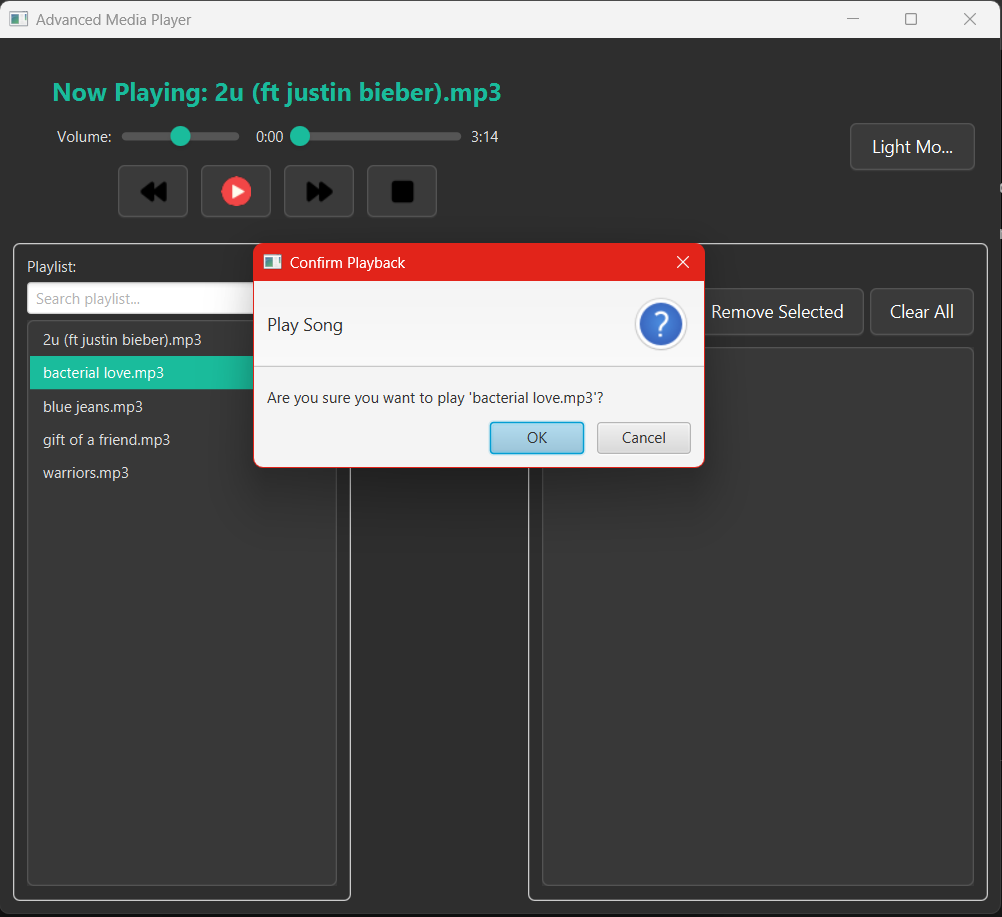 Advanced Media Player
Now Playing: 2u (ft justin bieber).mp3
Volume:
0:00
3:14
Light Mo...
Playlist:
Search playlist...
2u (ft justin bieber).mp3
bacterial love.mp3
blue jeans.mp3
gift of a friend.mp3
warriors.mp3
Confirm Playback
Play Song
?
Are you sure you want to play 'bacterial love.mp3'?
OK
Cancel
Remove Selected
Clear All